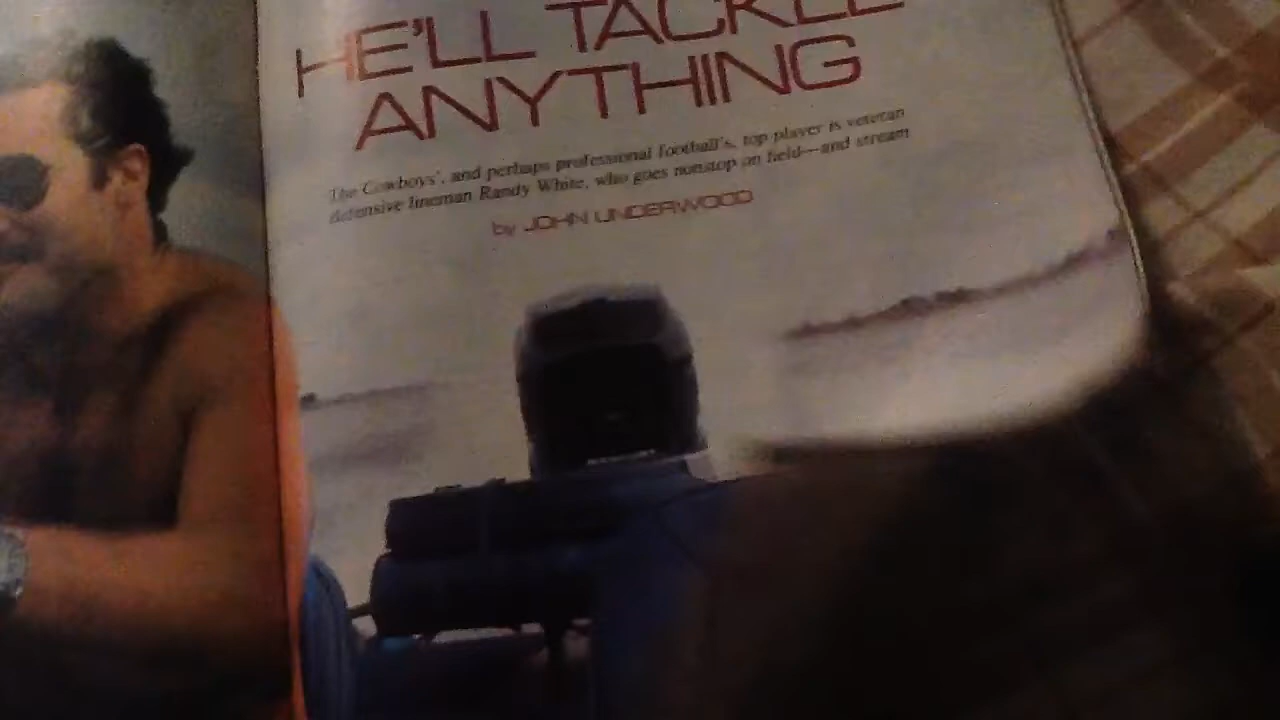 HE'LL TACKLE
ANYTHING
The Cowboys', and perhaps professional football's, top player is veteran
defensive lineman Randy White, who goes nonstop on field—and stream
by JOHN UNDERWOOD